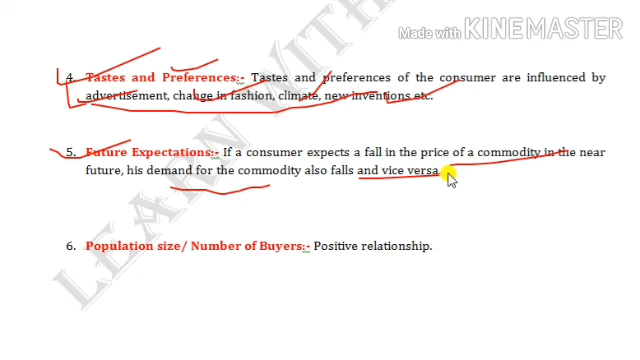 Made with KINEMASTER
4. Tastes and Preferences:- Tastes and preferences of the consumer are influenced by
advertisement, change in fashion, climate, new inventions etc.
5. Future Expectations:- If a consumer expects a fall in the price of a commodity in the near
future, his demand for the commodity also falls and vice versa.
6. Population size/ Number of Buyers:- Positive relationship.
LEARN WITH